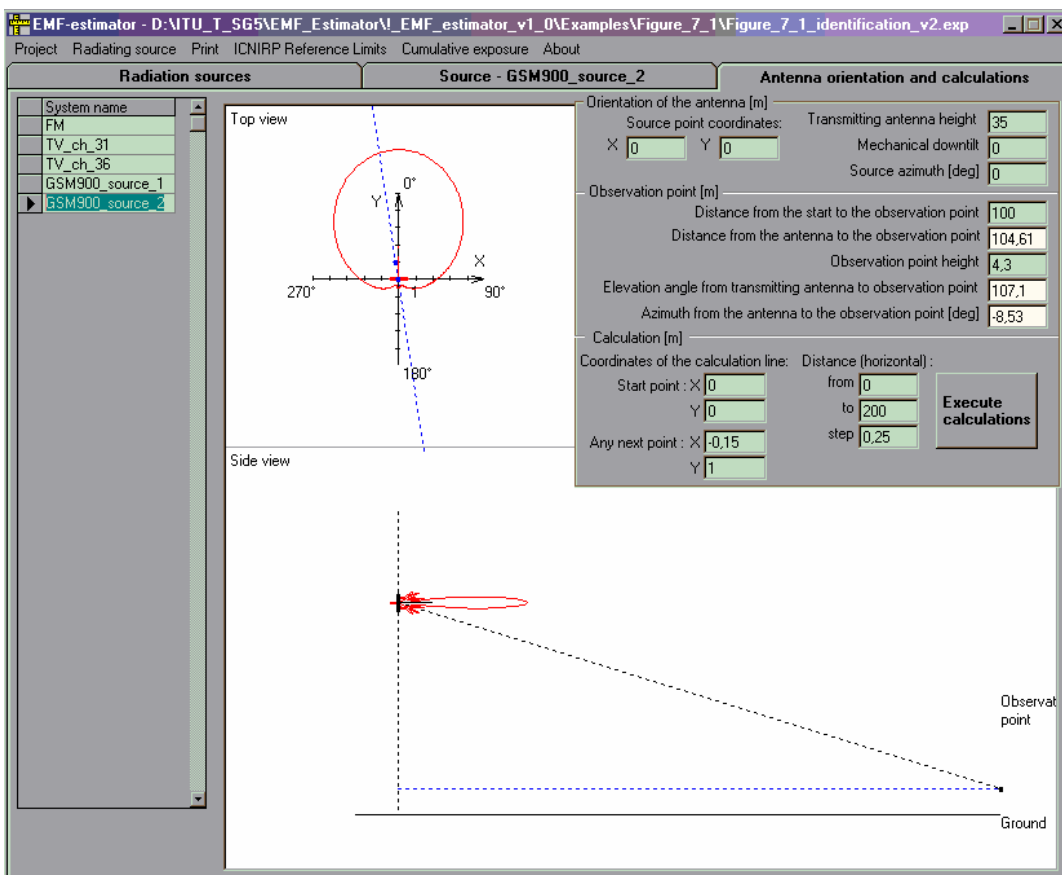 EMF-estimator - D:\ITU_T_SG5\EMF_Estimator\!_EMF_estimator_v1_0\Examples\Figure_7_1\Figure_7_1_identification_v2.exp
Project Radiating source Print ICNIRP Reference Limits Cumulative exposure About
Radiation sources Source - GSM900_source_2 Antenna orientation and calculations
System name
FM
TV_ch_31
TV_ch_36
GSM900_source_1
GSM900_source_2
Top view
0°
Y
X
270° 1 90°
180°
Orientation of the antenna [m]
Source point coordinates:
X 0 Y 0
Transmitting antenna height 35
Mechanical downtilt 0
Source azimuth [deg] 0
Observation point [m]
Distance from the start to the observation point 100
Distance from the antenna to the observation point 104,61
Observation point height 4,3
Elevation angle from transmitting antenna to observation point 107,1
Azimuth from the antenna to the observation point [deg] -8,53
Calculation [m]
Coordinates of the calculation line: Distance (horizontal) :
Start point : X 0 from 0
Y 0 to 200
Any next point : X -0,15 step 0,25
Y 1
Execute
calculations
Side view
Observat
point
Ground